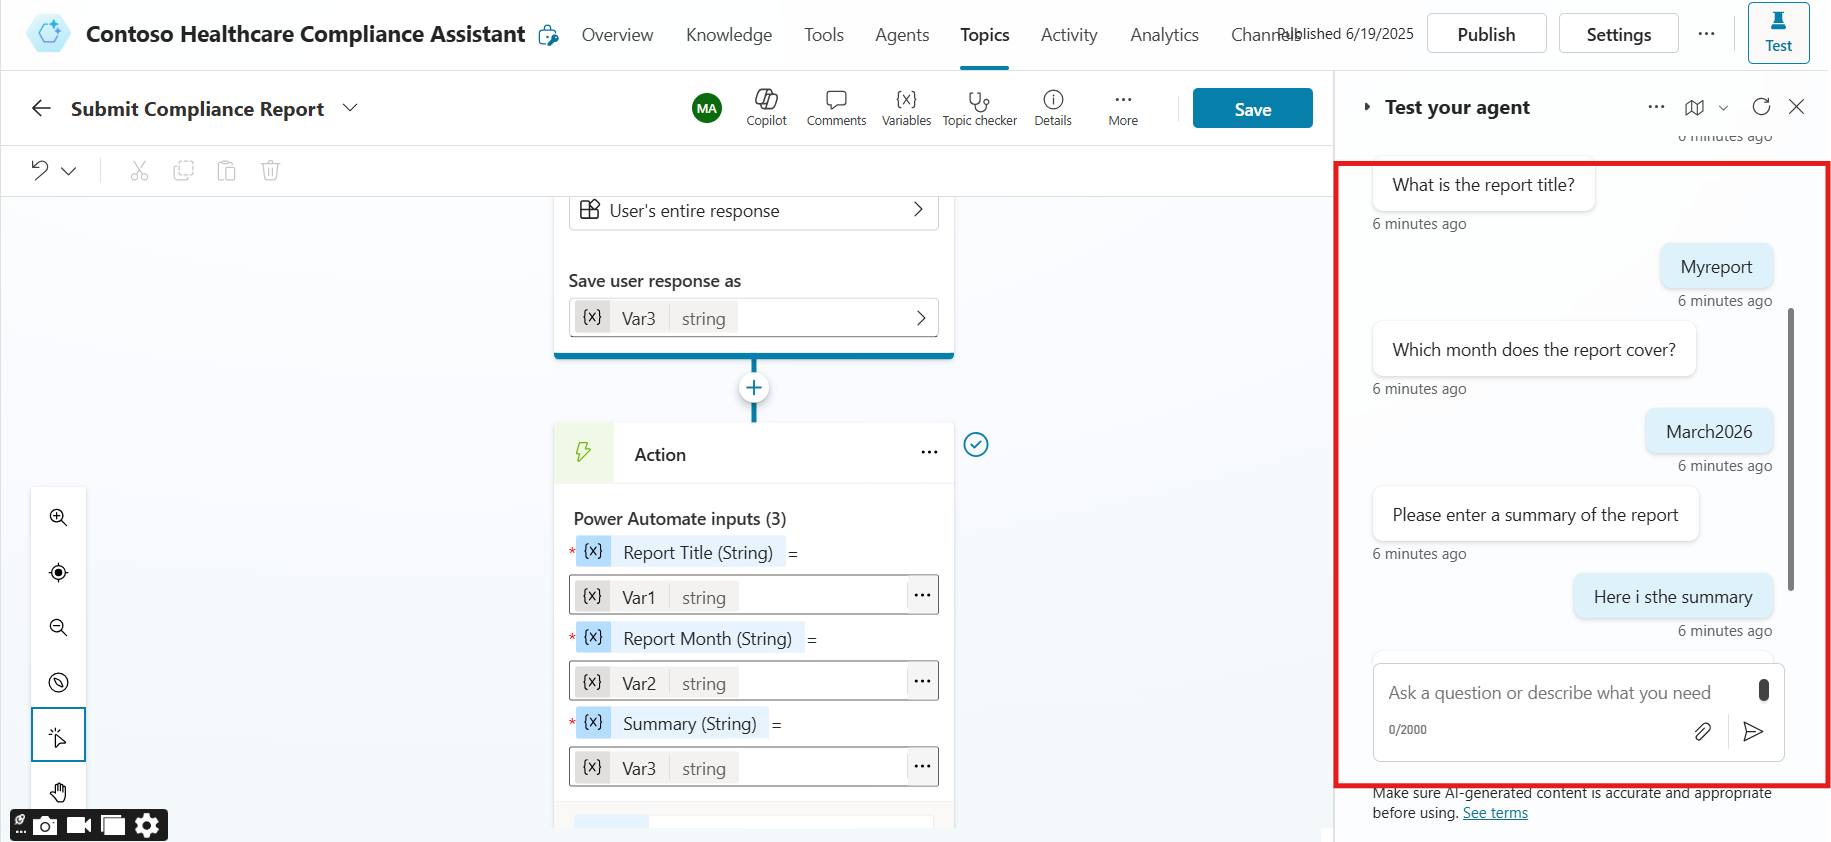 Contoso Healthcare Compliance Assistant
Overview
Knowledge
Tools
Agents
Topics
Activity
Analytics
Channels
Published 6/19/2025
Publish
Settings
Test
Submit Compliance Report
MA
Copilot
Comments
{x}
Variables
Topic checker
Details
More
Save
User's entire response
Save user response as
{x} Var3 string
Action
Power Automate inputs (3)
* {x} Report Title (String) =
{x} Var1 string
* {x} Report Month (String) =
{x} Var2 string
* {x} Summary (String) =
{x} Var3 string
Test your agent
6 minutes ago
What is the report title?
6 minutes ago
Myreport
6 minutes ago
Which month does the report cover?
6 minutes ago
March2026
6 minutes ago
Please enter a summary of the report
6 minutes ago
Here i sthe summary
6 minutes ago
Ask a question or describe what you need
0/2000
Make sure AI-generated content is accurate and appropriate
before using. See terms